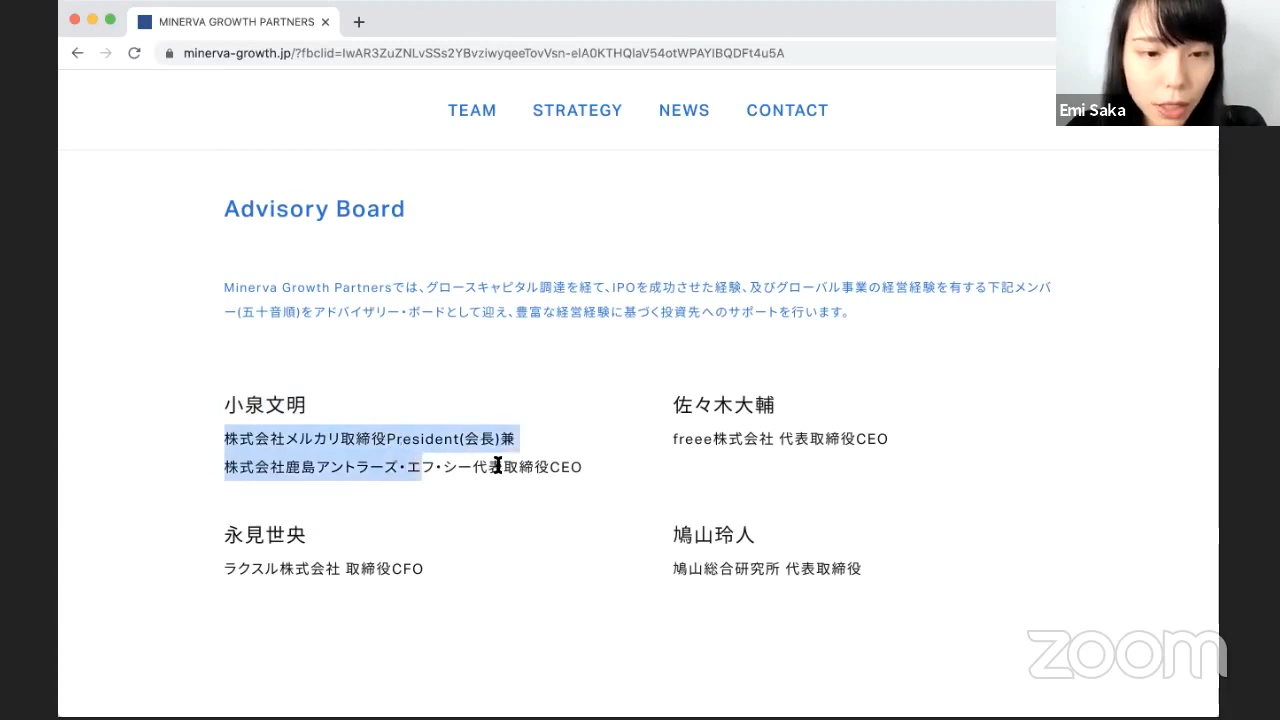 MINERVA GROWTH PARTNERS
minerva-growth.jp/?fbclid=IwAR3ZuZNLvSSs2YBvziwyqeeTovVsn-elA0KTHQlaV54otWPAYlBQDFt4u5A
Emi Saka
TEAM STRATEGY NEWS CONTACT
Advisory Board
Minerva Growth Partnersでは、グロースキャピタル調達を経て、IPOを成功させた経験、及びグローバル事業の経営経験を有する下記メンバ
ー(五十音順)をアドバイザリー・ボードとして迎え、豊富な経営経験に基づく投資先へのサポートを行います。
小泉文明
株式会社メルカリ取締役President(会長)兼
株式会社鹿島アントラーズ・エフ・シー代表取締役CEO
佐々木大輔
freee株式会社 代表取締役CEO
永見世央
ラクスル株式会社 取締役CFO
鳩山玲人
鳩山総合研究所 代表取締役
zoom